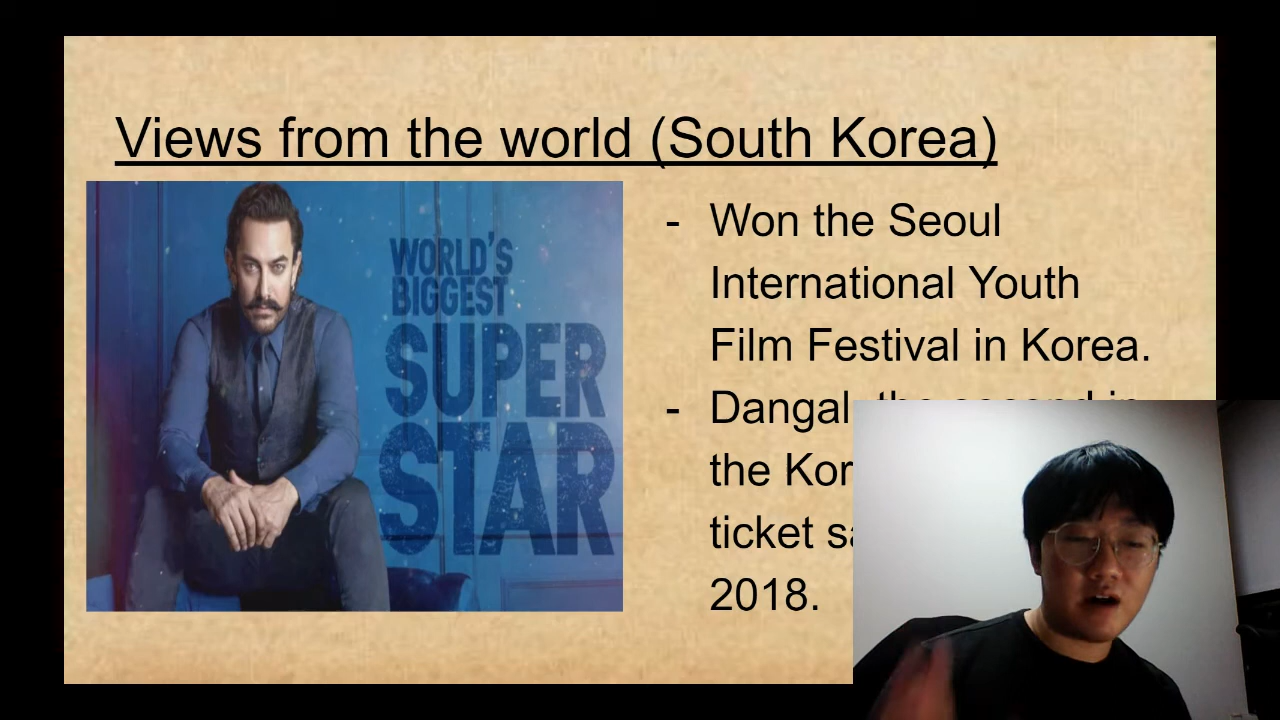 Views from the world (South Korea)
WORLD'S
BIGGEST
SUPER
STAR
- Won the Seoul
International Youth
Film Festival in Korea.
- Dangal
the
ticket
2018.